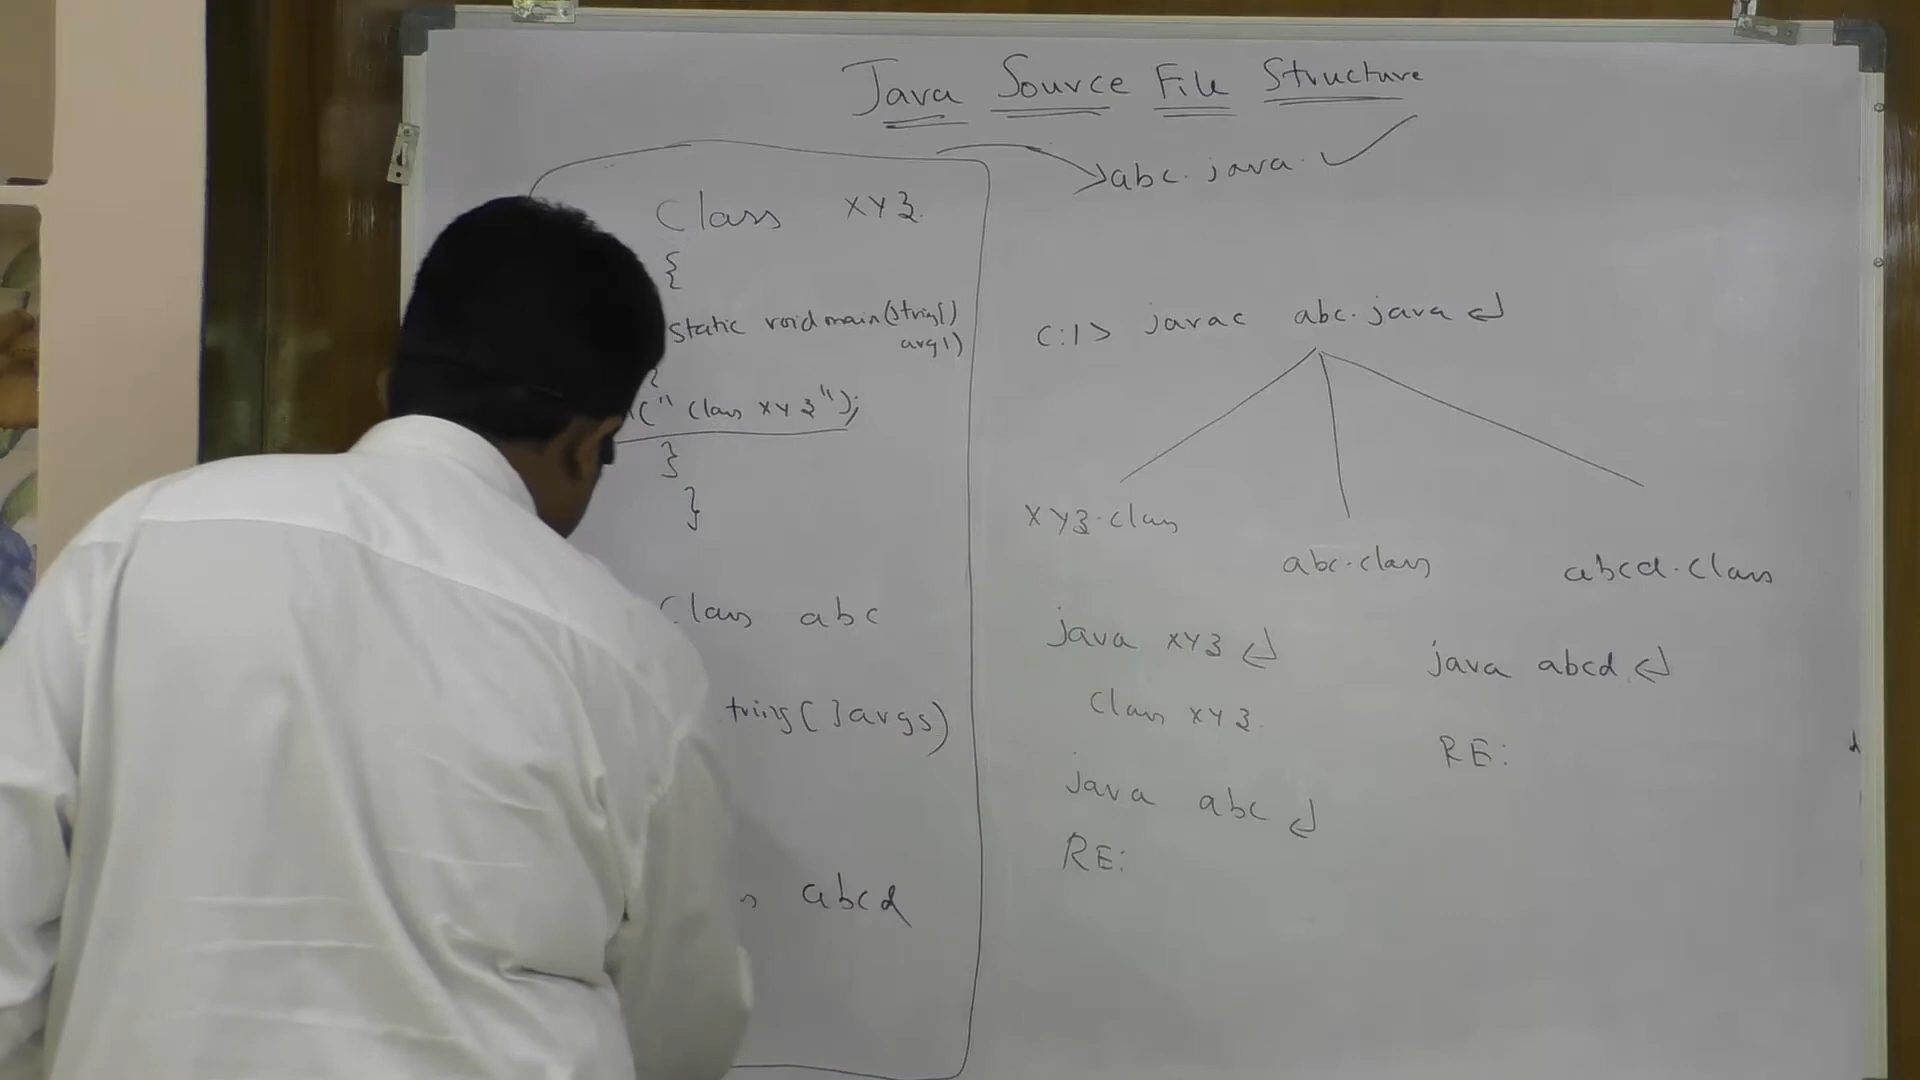 Java Source File Structure
abc.java.
Class XYZ.
{
static void main(String[]
args)
(" Class XYZ");
}
}
Class abc
tring[]args)
abcd
C:\> javac abc.java
XYZ.class
abc.class
abcd.class
java XYZ
Class XYZ.
java abc
RE:
java abcd
RE: